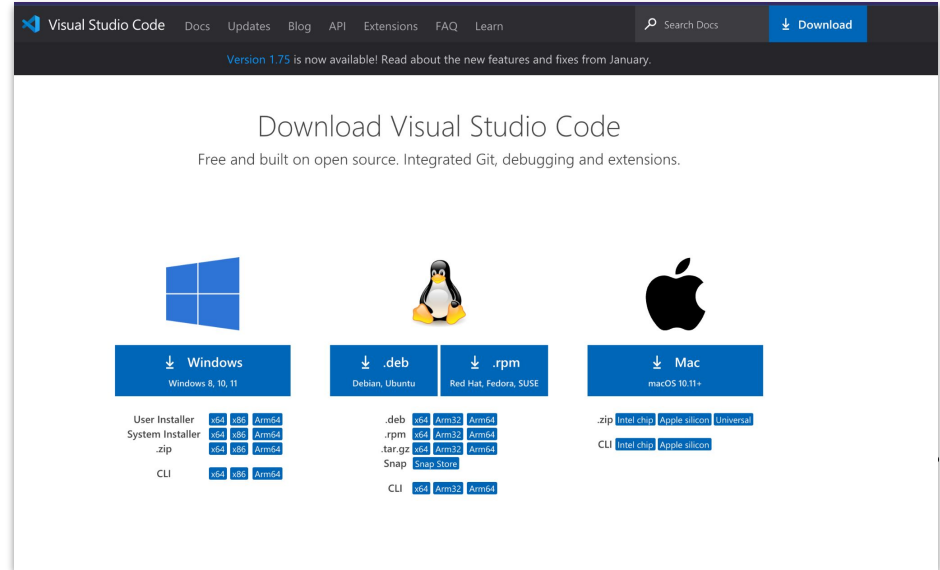 Visual Studio Code Docs Updates Blog API Extensions FAQ Learn Search Docs Download
Version 1.75 is now available! Read about the new features and fixes from January.
Download Visual Studio Code
Free and built on open source. Integrated Git, debugging and extensions.
Windows
Windows 8, 10, 11
User Installer x64 x86 Arm64
System Installer x64 x86 Arm64
.zip x64 x86 Arm64
CLI x64 x86 Arm64
.deb
Debian, Ubuntu
.rpm
Red Hat, Fedora, SUSE
.deb x64 Arm32 Arm64
.rpm x64 Arm32 Arm64
.tar.gz x64 Arm32 Arm64
Snap Snap Store
CLI x64 Arm32 Arm64
Mac
macOS 10.11+
.zip Intel chip Apple silicon Universal
CLI Intel chip Apple silicon